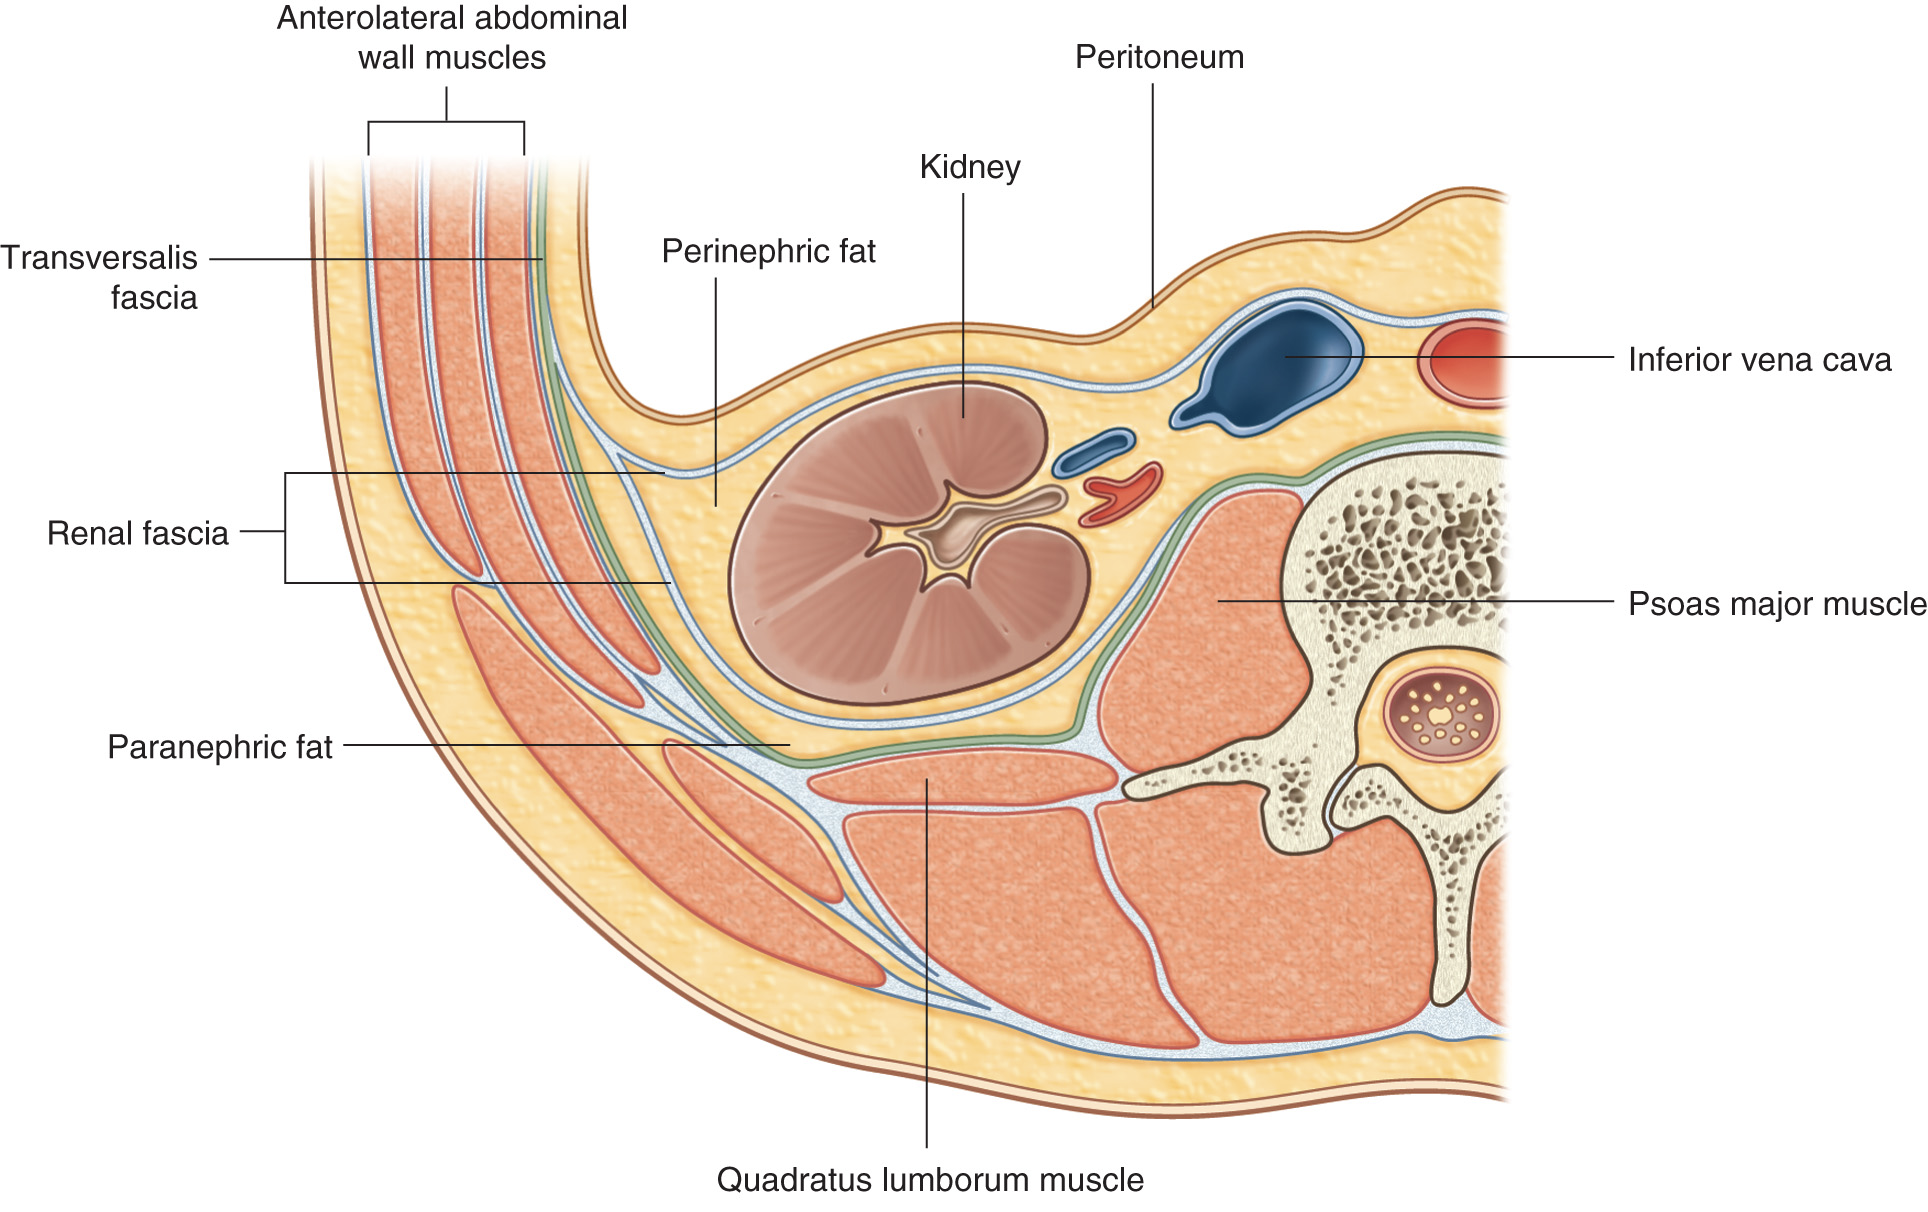 Anterolateral abdominal
wall muscles
Peritoneum
Kidney
Perinephric fat
Transversalis
fascia
Inferior vena cava
Renal fascia
Psoas major muscle
Paranephric fat
Quadratus lumborum muscle